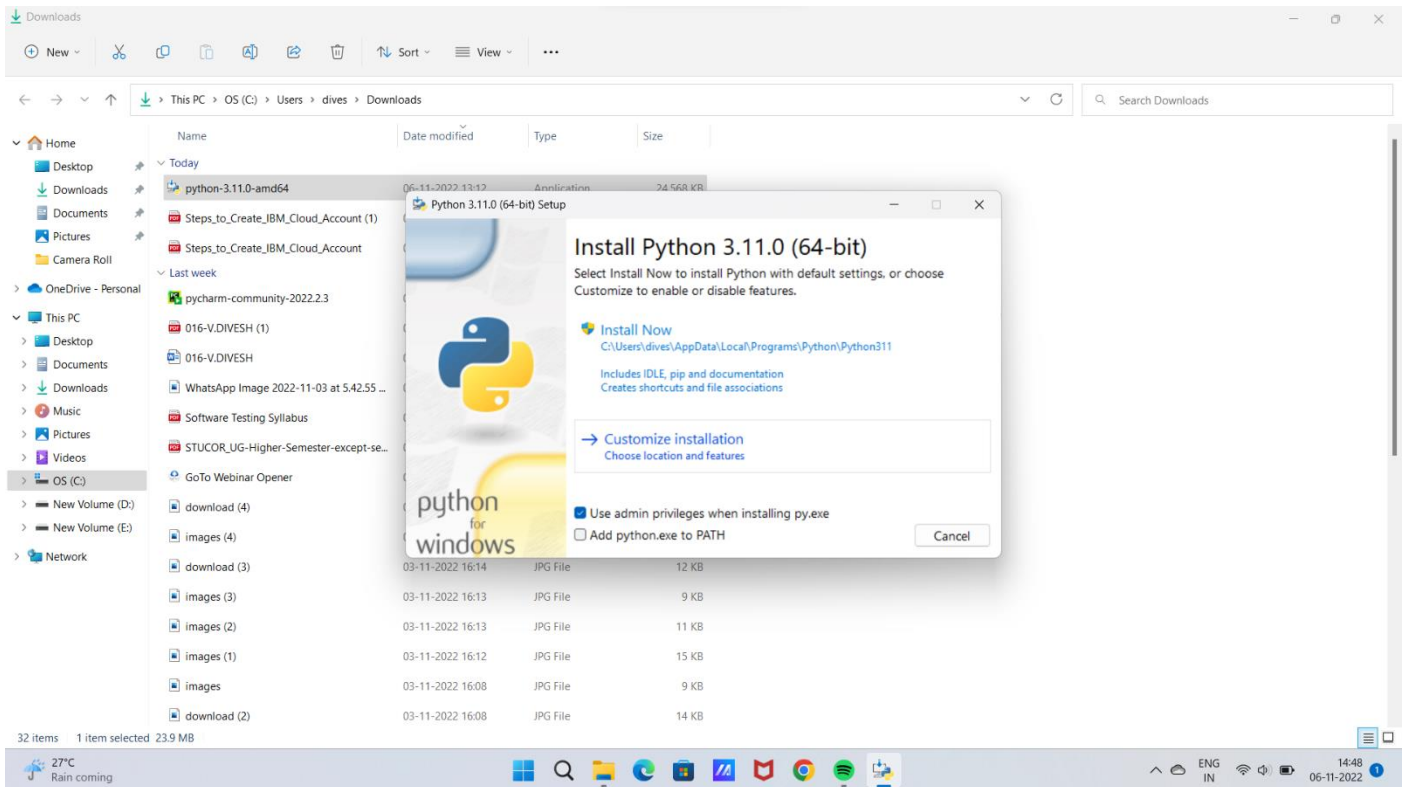 Downloads
New
Sort
View
This PC > OS (C:) > Users > dives > Downloads
Search Downloads
Home
Desktop
Downloads
Documents
Pictures
Camera Roll
OneDrive - Personal
This PC
Desktop
Documents
Downloads
Music
Pictures
Videos
OS (C:)
New Volume (D:)
New Volume (E:)
Network
Name Date modified Type Size
Today
python-3.11.0-amd64 06-11-2022 13:12 Application 24,568 KB
Steps_to_Create_IBM_Cloud_Account (1)
Steps_to_Create_IBM_Cloud_Account
Last week
pycharm-community-2022.2.3
016-V.DIVESH (1)
016-V.DIVESH
WhatsApp Image 2022-11-03 at 5.42.55 ...
Software Testing Syllabus
STUCOR_UG-Higher-Semester-except-se...
GoTo Webinar Opener
download (4)
images (4)
download (3) 03-11-2022 16:14 JPG File 12 KB
images (3) 03-11-2022 16:13 JPG File 9 KB
images (2) 03-11-2022 16:13 JPG File 11 KB
images (1) 03-11-2022 16:12 JPG File 15 KB
images 03-11-2022 16:08 JPG File 9 KB
download (2) 03-11-2022 16:08 JPG File 14 KB
Python 3.11.0 (64-bit) Setup
Install Python 3.11.0 (64-bit)
Select Install Now to install Python with default settings, or choose
Customize to enable or disable features.
Install Now
C:\Users\dives\AppData\Local\Programs\Python\Python311
Includes IDLE, pip and documentation
Creates shortcuts and file associations
Customize installation
Choose location and features
Use admin privileges when installing py.exe
Add python.exe to PATH
Cancel
python
for
windows
32 items 1 item selected 23.9 MB
27°C
Rain coming
ENG
IN
14:48
06-11-2022
1